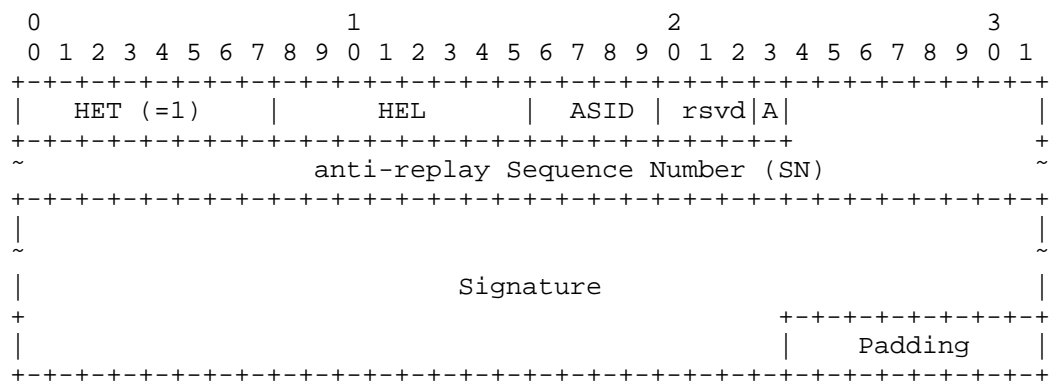 0                   1                   2                   3
 0 1 2 3 4 5 6 7 8 9 0 1 2 3 4 5 6 7 8 9 0 1 2 3 4 5 6 7 8 9 0 1
+-+-+-+-+-+-+-+-+-+-+-+-+-+-+-+-+-+-+-+-+-+-+-+-+-+-+-+-+-+-+-+-+
|   HET (=1)    |      HEL      |  ASID | rsvd|A|               |
+-+-+-+-+-+-+-+-+-+-+-+-+-+-+-+-+-+-+-+-+-+-+-+-+               +
~                  anti-replay Sequence Number (SN)             ~
+-+-+-+-+-+-+-+-+-+-+-+-+-+-+-+-+-+-+-+-+-+-+-+-+-+-+-+-+-+-+-+-+
|                                                               |
~                                                               ~
|                           Signature                           |
+                                               +-+-+-+-+-+-+-+-+
|                                               |    Padding    |
+-+-+-+-+-+-+-+-+-+-+-+-+-+-+-+-+-+-+-+-+-+-+-+-+-+-+-+-+-+-+-+-+